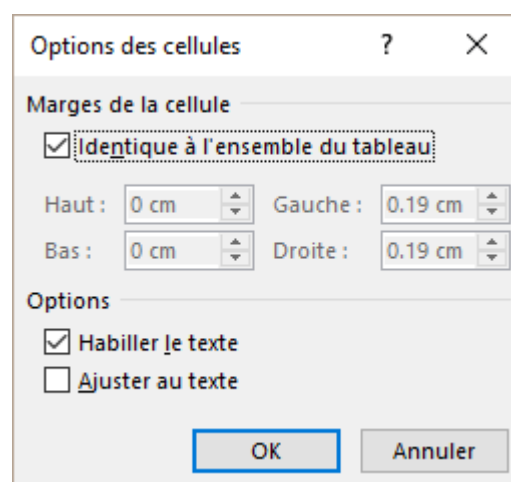 Options des cellules ?
Marges de la cellule
Identique à l'ensemble du tableau
Haut : 0 cm Gauche : 0.19 cm
Bas : 0 cm Droite : 0.19 cm
Options
Habiller le texte
Ajuster au texte
OK Annuler